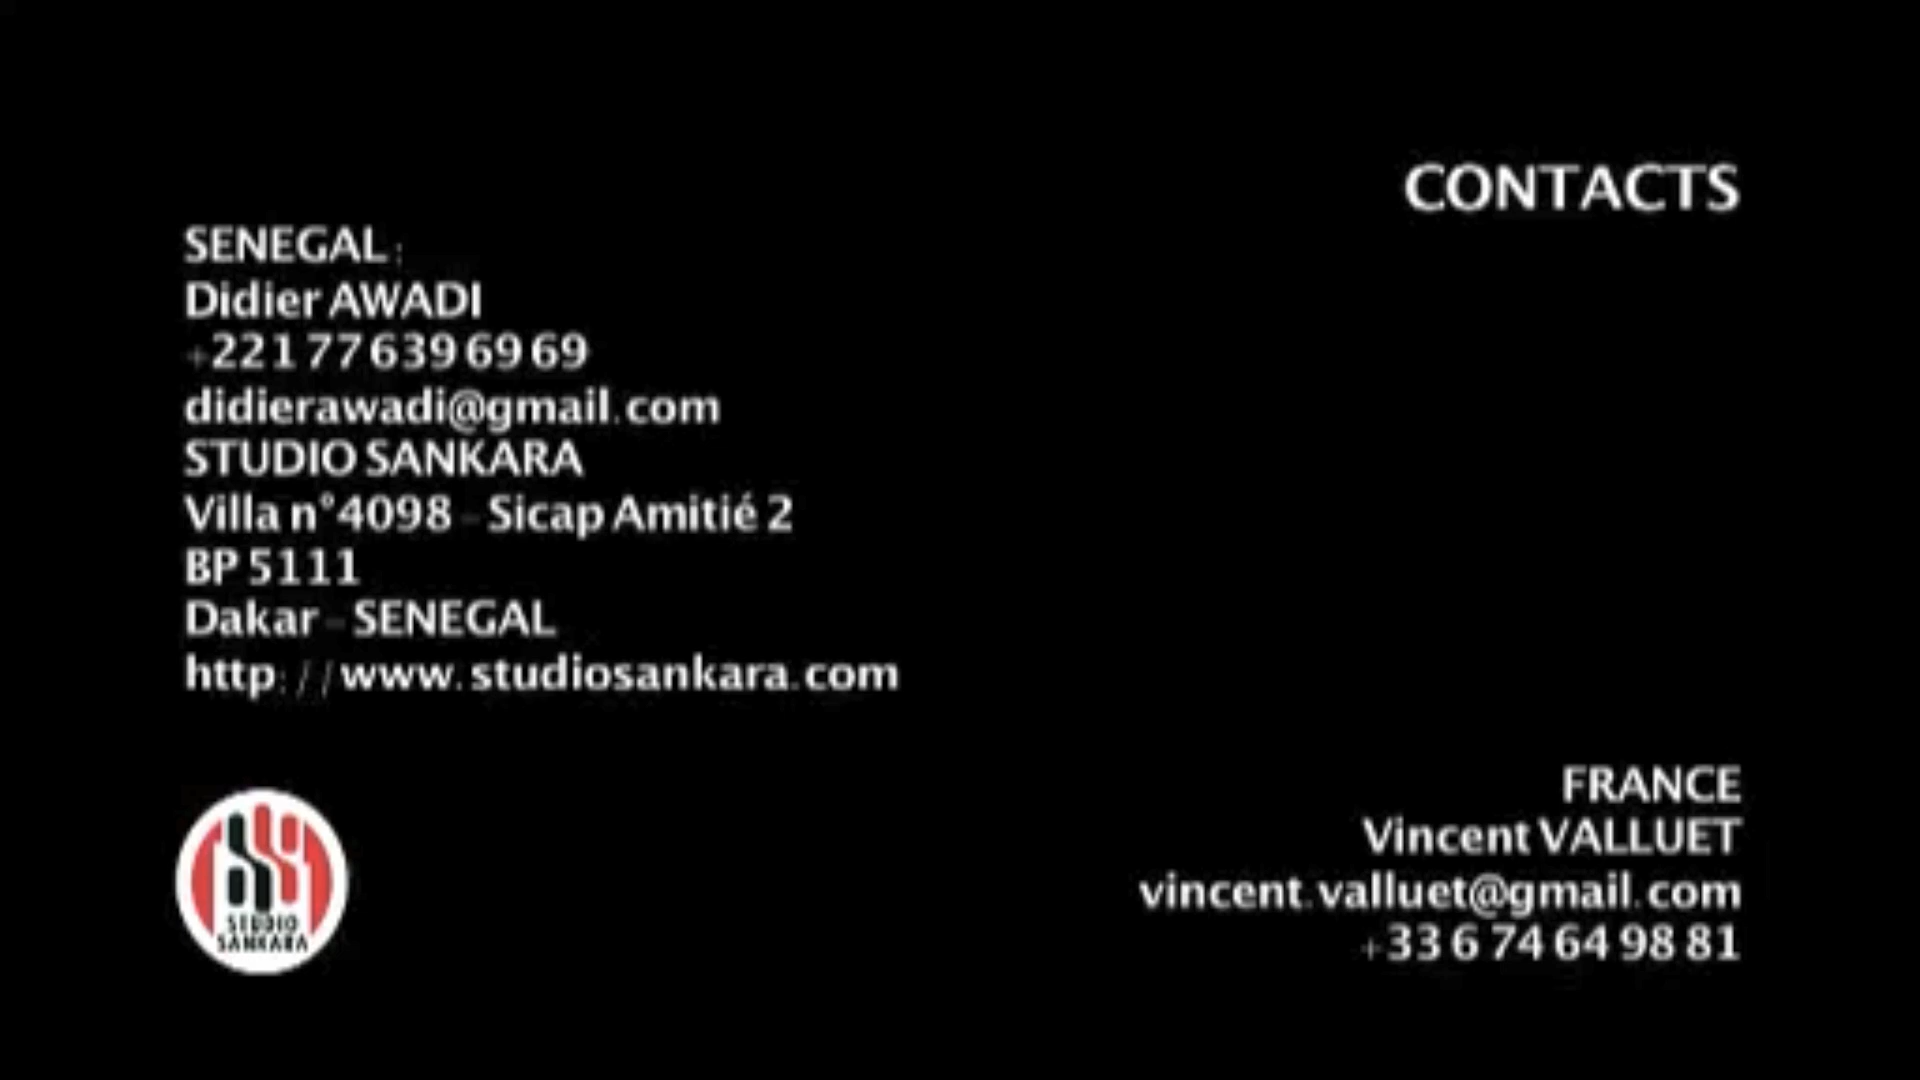 CONTACTS
SENEGAL:
Didier AWADI
+221 77 639 69 69
didierawadi@gmail.com
STUDIO SANKARA
Villa n°4098 - Sicap Amitié 2
BP 5111
Dakar - SENEGAL
http://www.studiosankara.com
STUDIO
SANKARA
FRANCE
Vincent VALLUET
vincent.valluet@gmail.com
+33 6 74 64 98 81